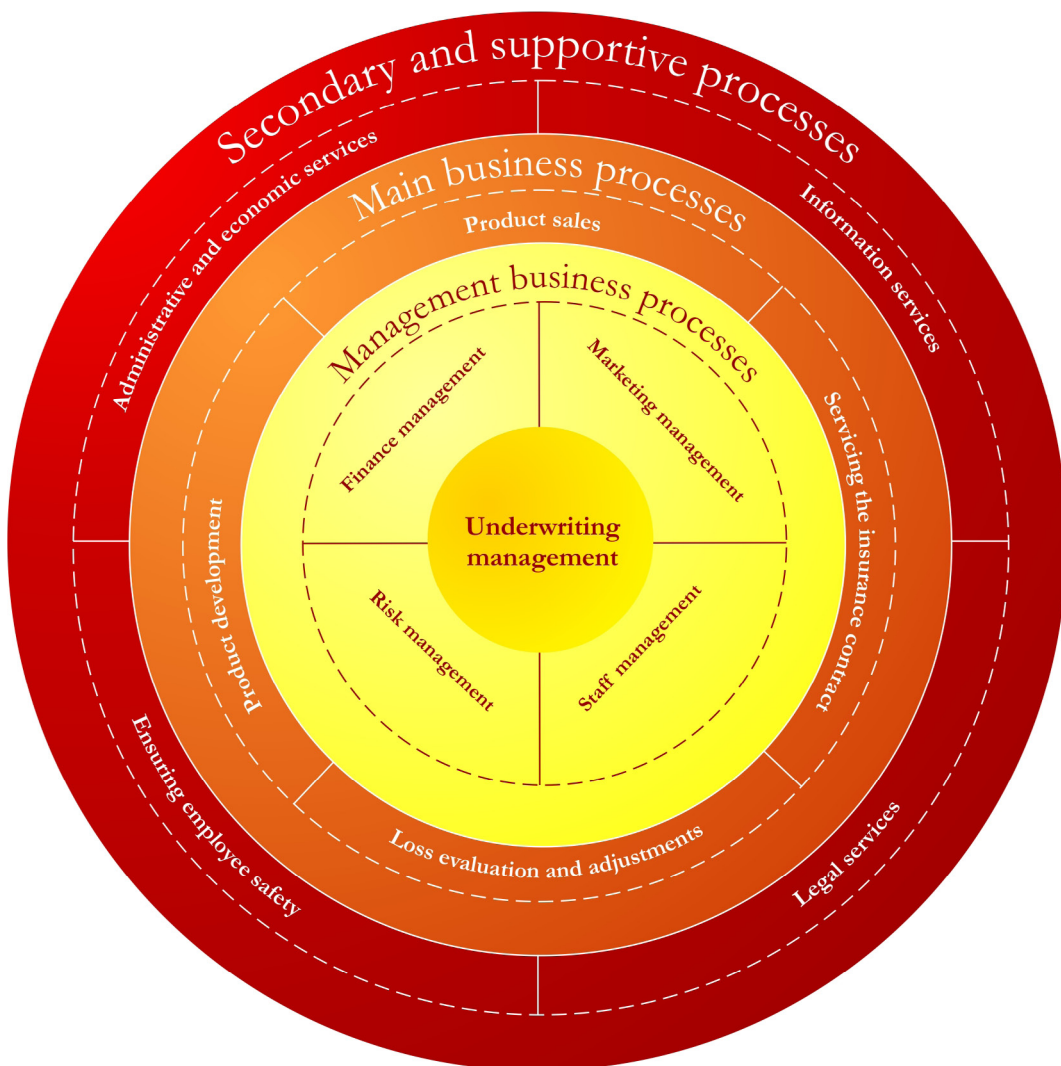 Secondary and supportive processes
Administrative and economic services
Information services
Ensuring employee safety
Legal services
Main business processes
Product sales
Product development
Servicing the insurance contract
Loss evaluation and adjustments
Management business processes
Finance management
Marketing management
Risk management
Staff management
Underwriting
management